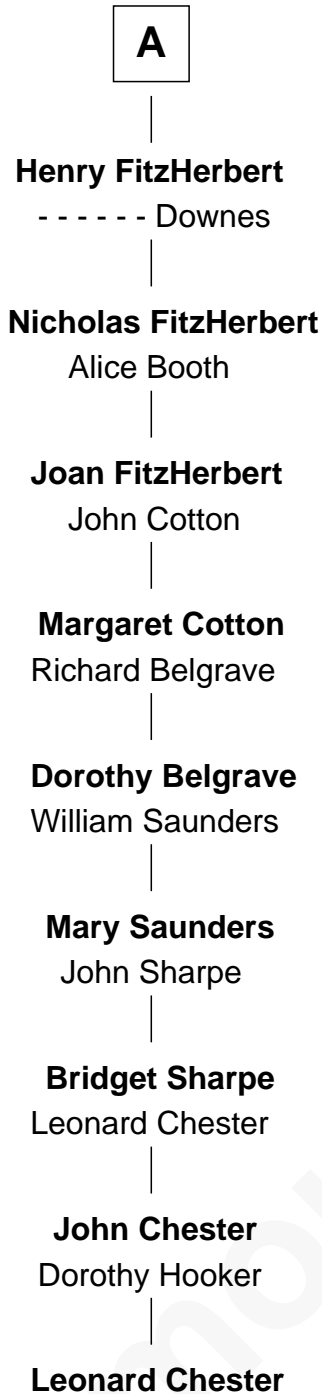 A
Henry FitzHerbert
- - - - - - Downes
Nicholas FitzHerbert
Alice Booth
Joan FitzHerbert
John Cotton
Margaret Cotton
Richard Belgrave
Dorothy Belgrave
William Saunders
Mary Saunders
John Sharpe
Bridget Sharpe
Leonard Chester
John Chester
Dorothy Hooker
Leonard Chester